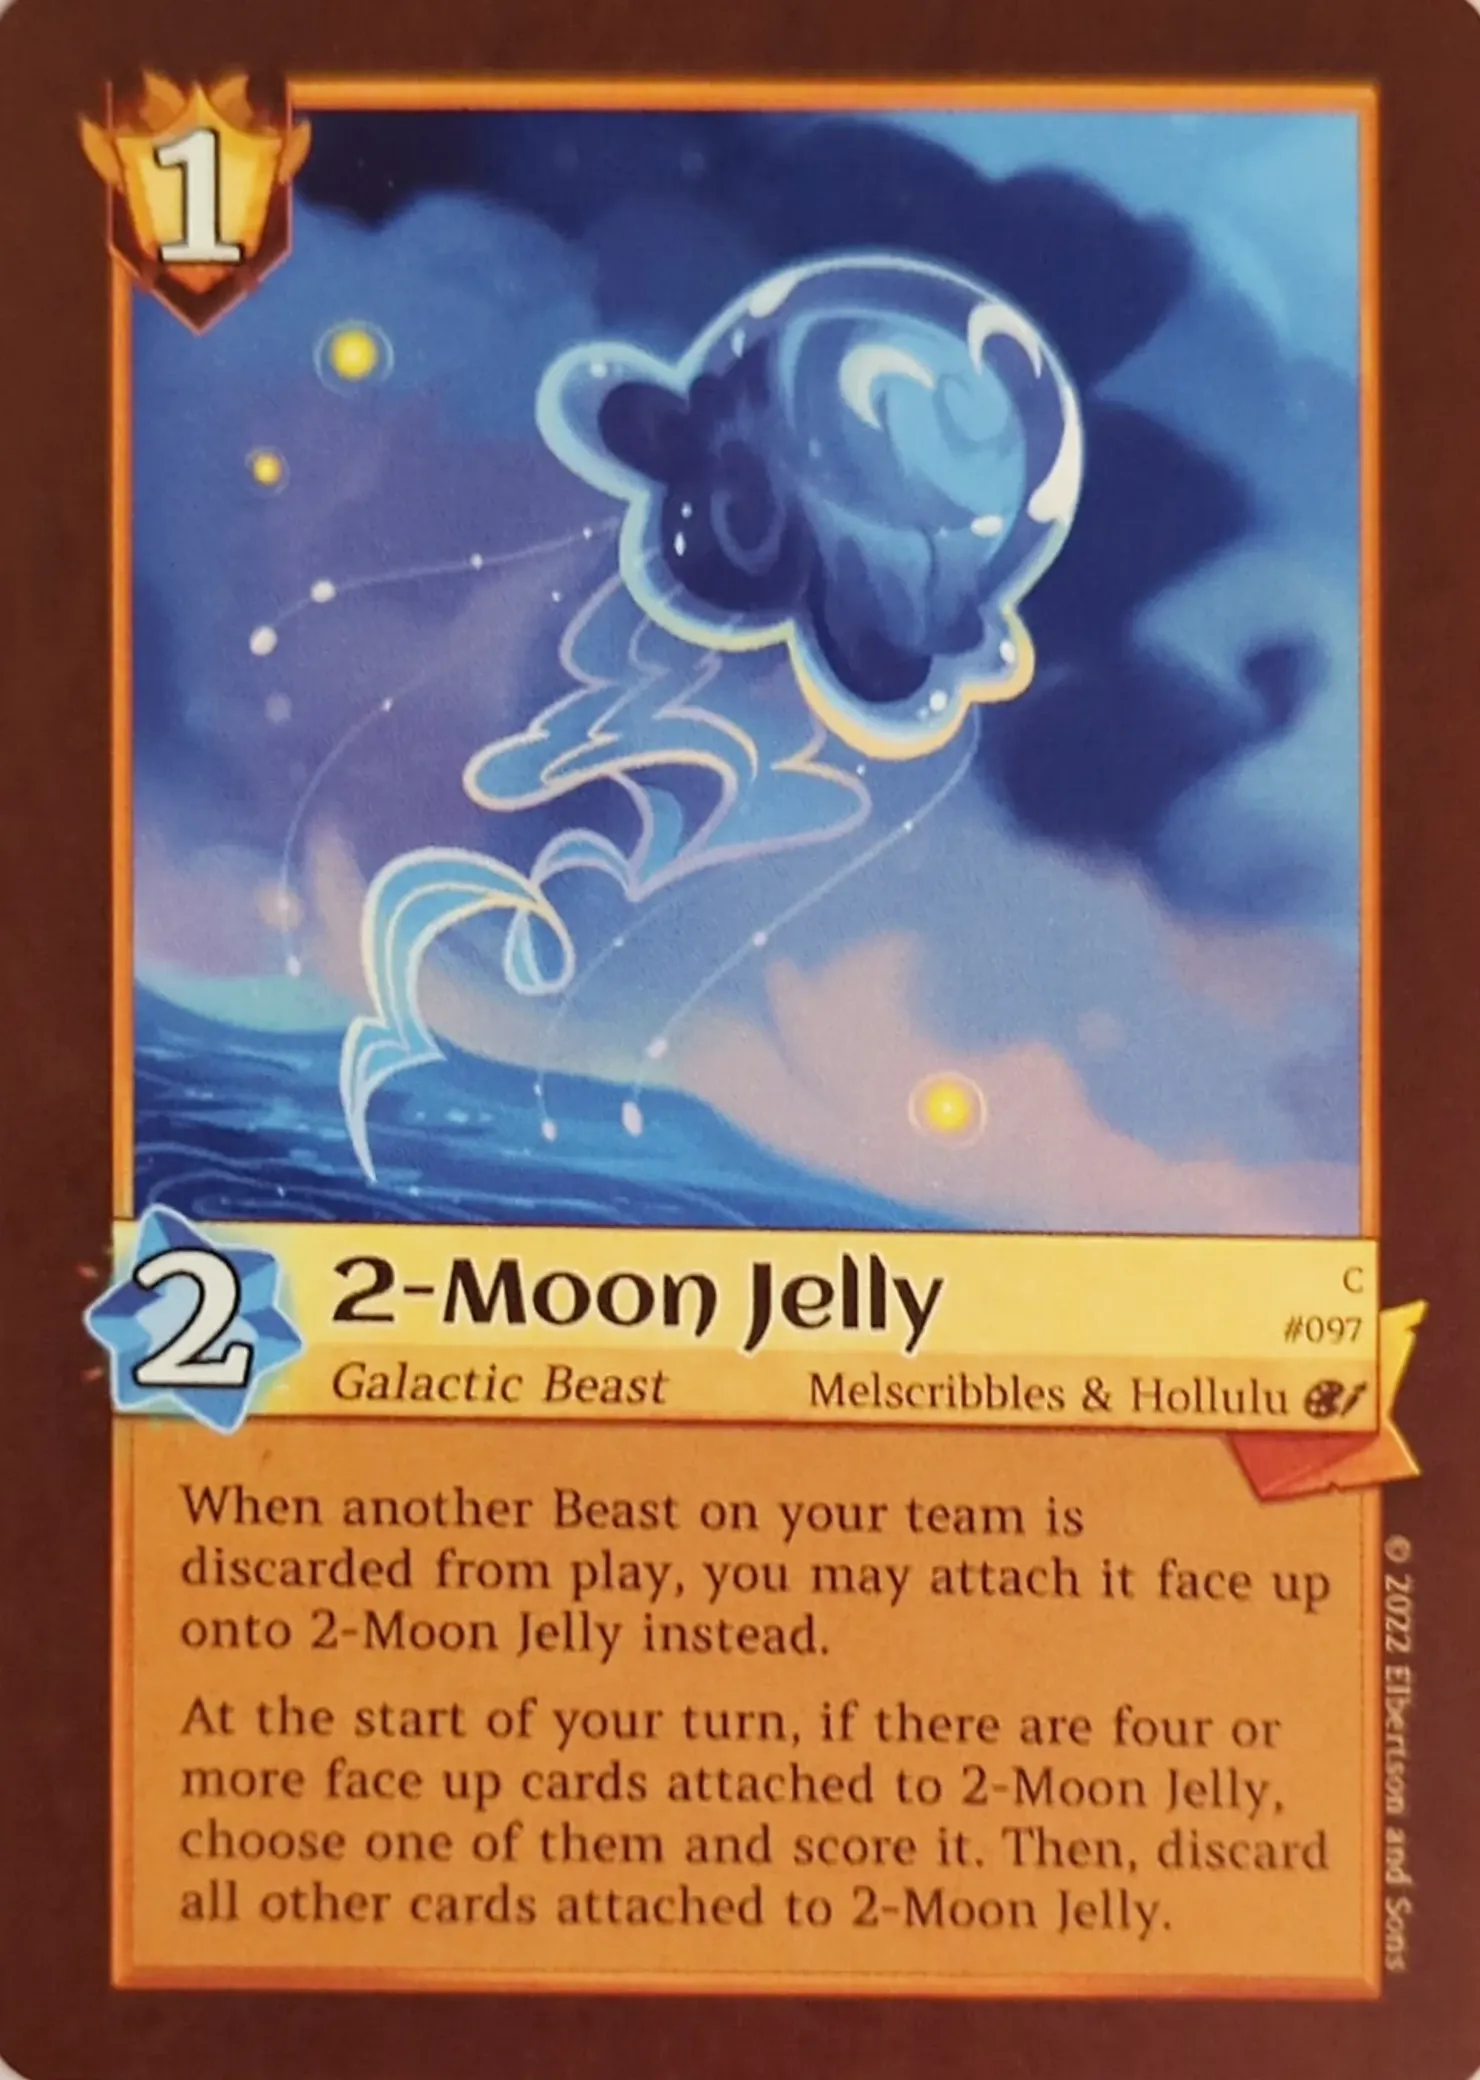 1
2
2-Moon Jelly
C
#097
Galactic Beast
Melscribbles & Hollulu
When another Beast on your team is
discarded from play, you may attach it face up
onto 2-Moon Jelly instead.
At the start of your turn, if there are four or
more face up cards attached to 2-Moon Jelly,
choose one of them and score it. Then, discard
all other cards attached to 2-Moon Jelly.
© 2022 Elbertson and Sons